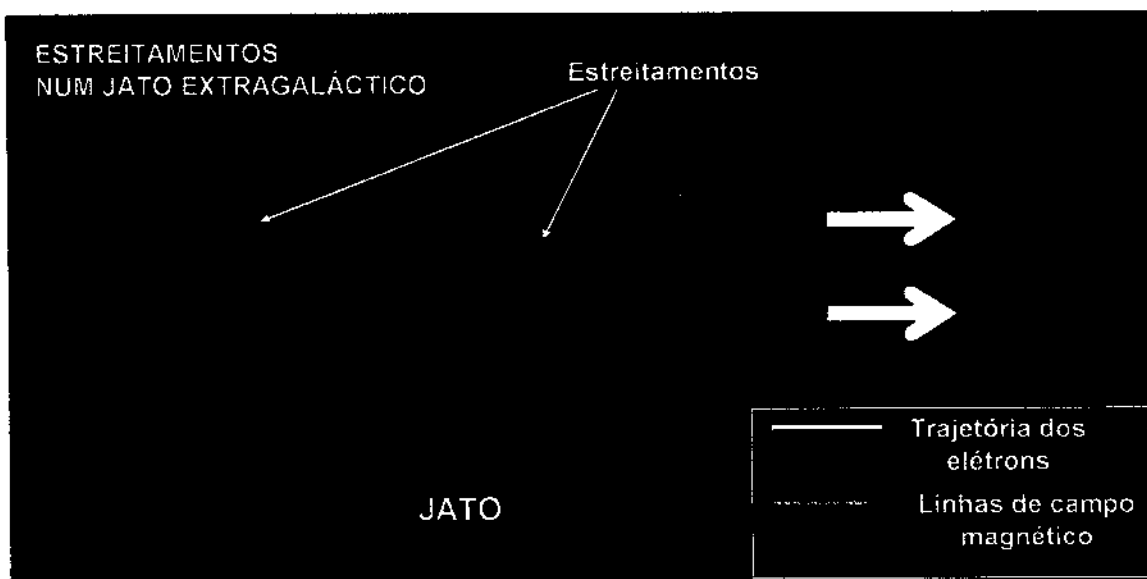 ESTREITAMENTOS
NUM JATO EXTRAGALÁCTICO
Estreitamentos
Trajetória dos
elétrons
JATO
Linhas de campo
magnético